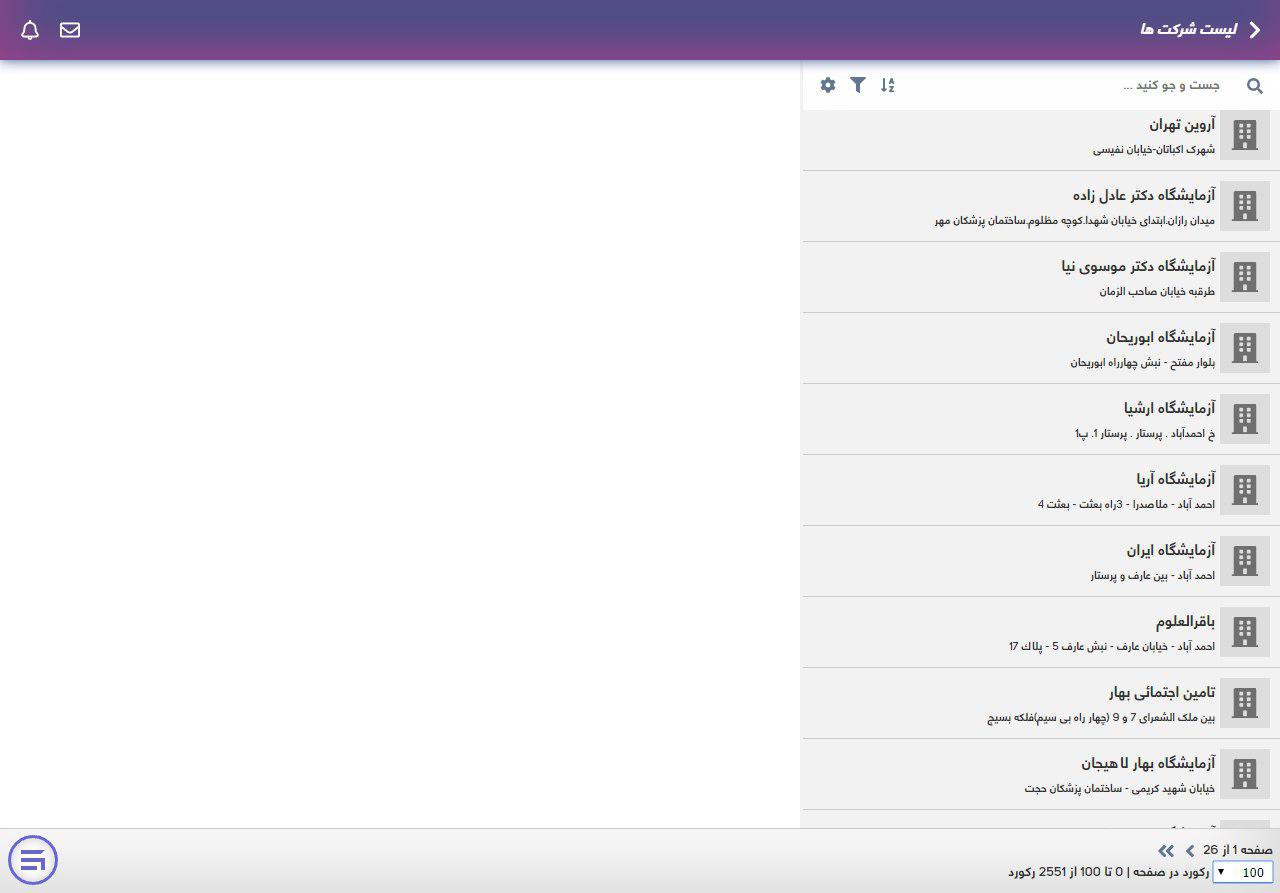 لیست شرکت ها
جست و جو کنید ...
آروین تهران
شهرک اکباتان-خیابان نفیسی
آزمایشگاه دکتر عادل زاده
میدان رازان.ابتدای خیابان شهدا.کوچه مظلوم.ساختمان پزشکان مهر
آزمایشگاه دکتر موسوی نیا
طرقبه خیابان صاحب الزمان
آزمایشگاه ابوریحان
بلوار مفتح - نبش چهارراه ابوریحان
آزمایشگاه ارشیا
خ احمدآباد . پرستار . پرستار 1. پ1
آزمایشگاه آریا
احمد آباد - ملاصدرا - 3راه بعثت - بعثت 4
آزمایشگاه ایران
احمد آباد - بین عارف و پرستار
باقرالعلوم
احمد آباد - خیابان عارف - نبش عارف 5 - پلاک 17
تامین اجتمائی بهار
بین ملک الشعرای 7 و 9 (چهار راه بی سیم)فلکه بسیج
آزمایشگاه بهار لاهیجان
خیابان شهید کریمی - ساختمان پزشکان حجت
صفحه 1 از 26
100 رکورد در صفحه | 0 تا 100 از 2551 رکورد